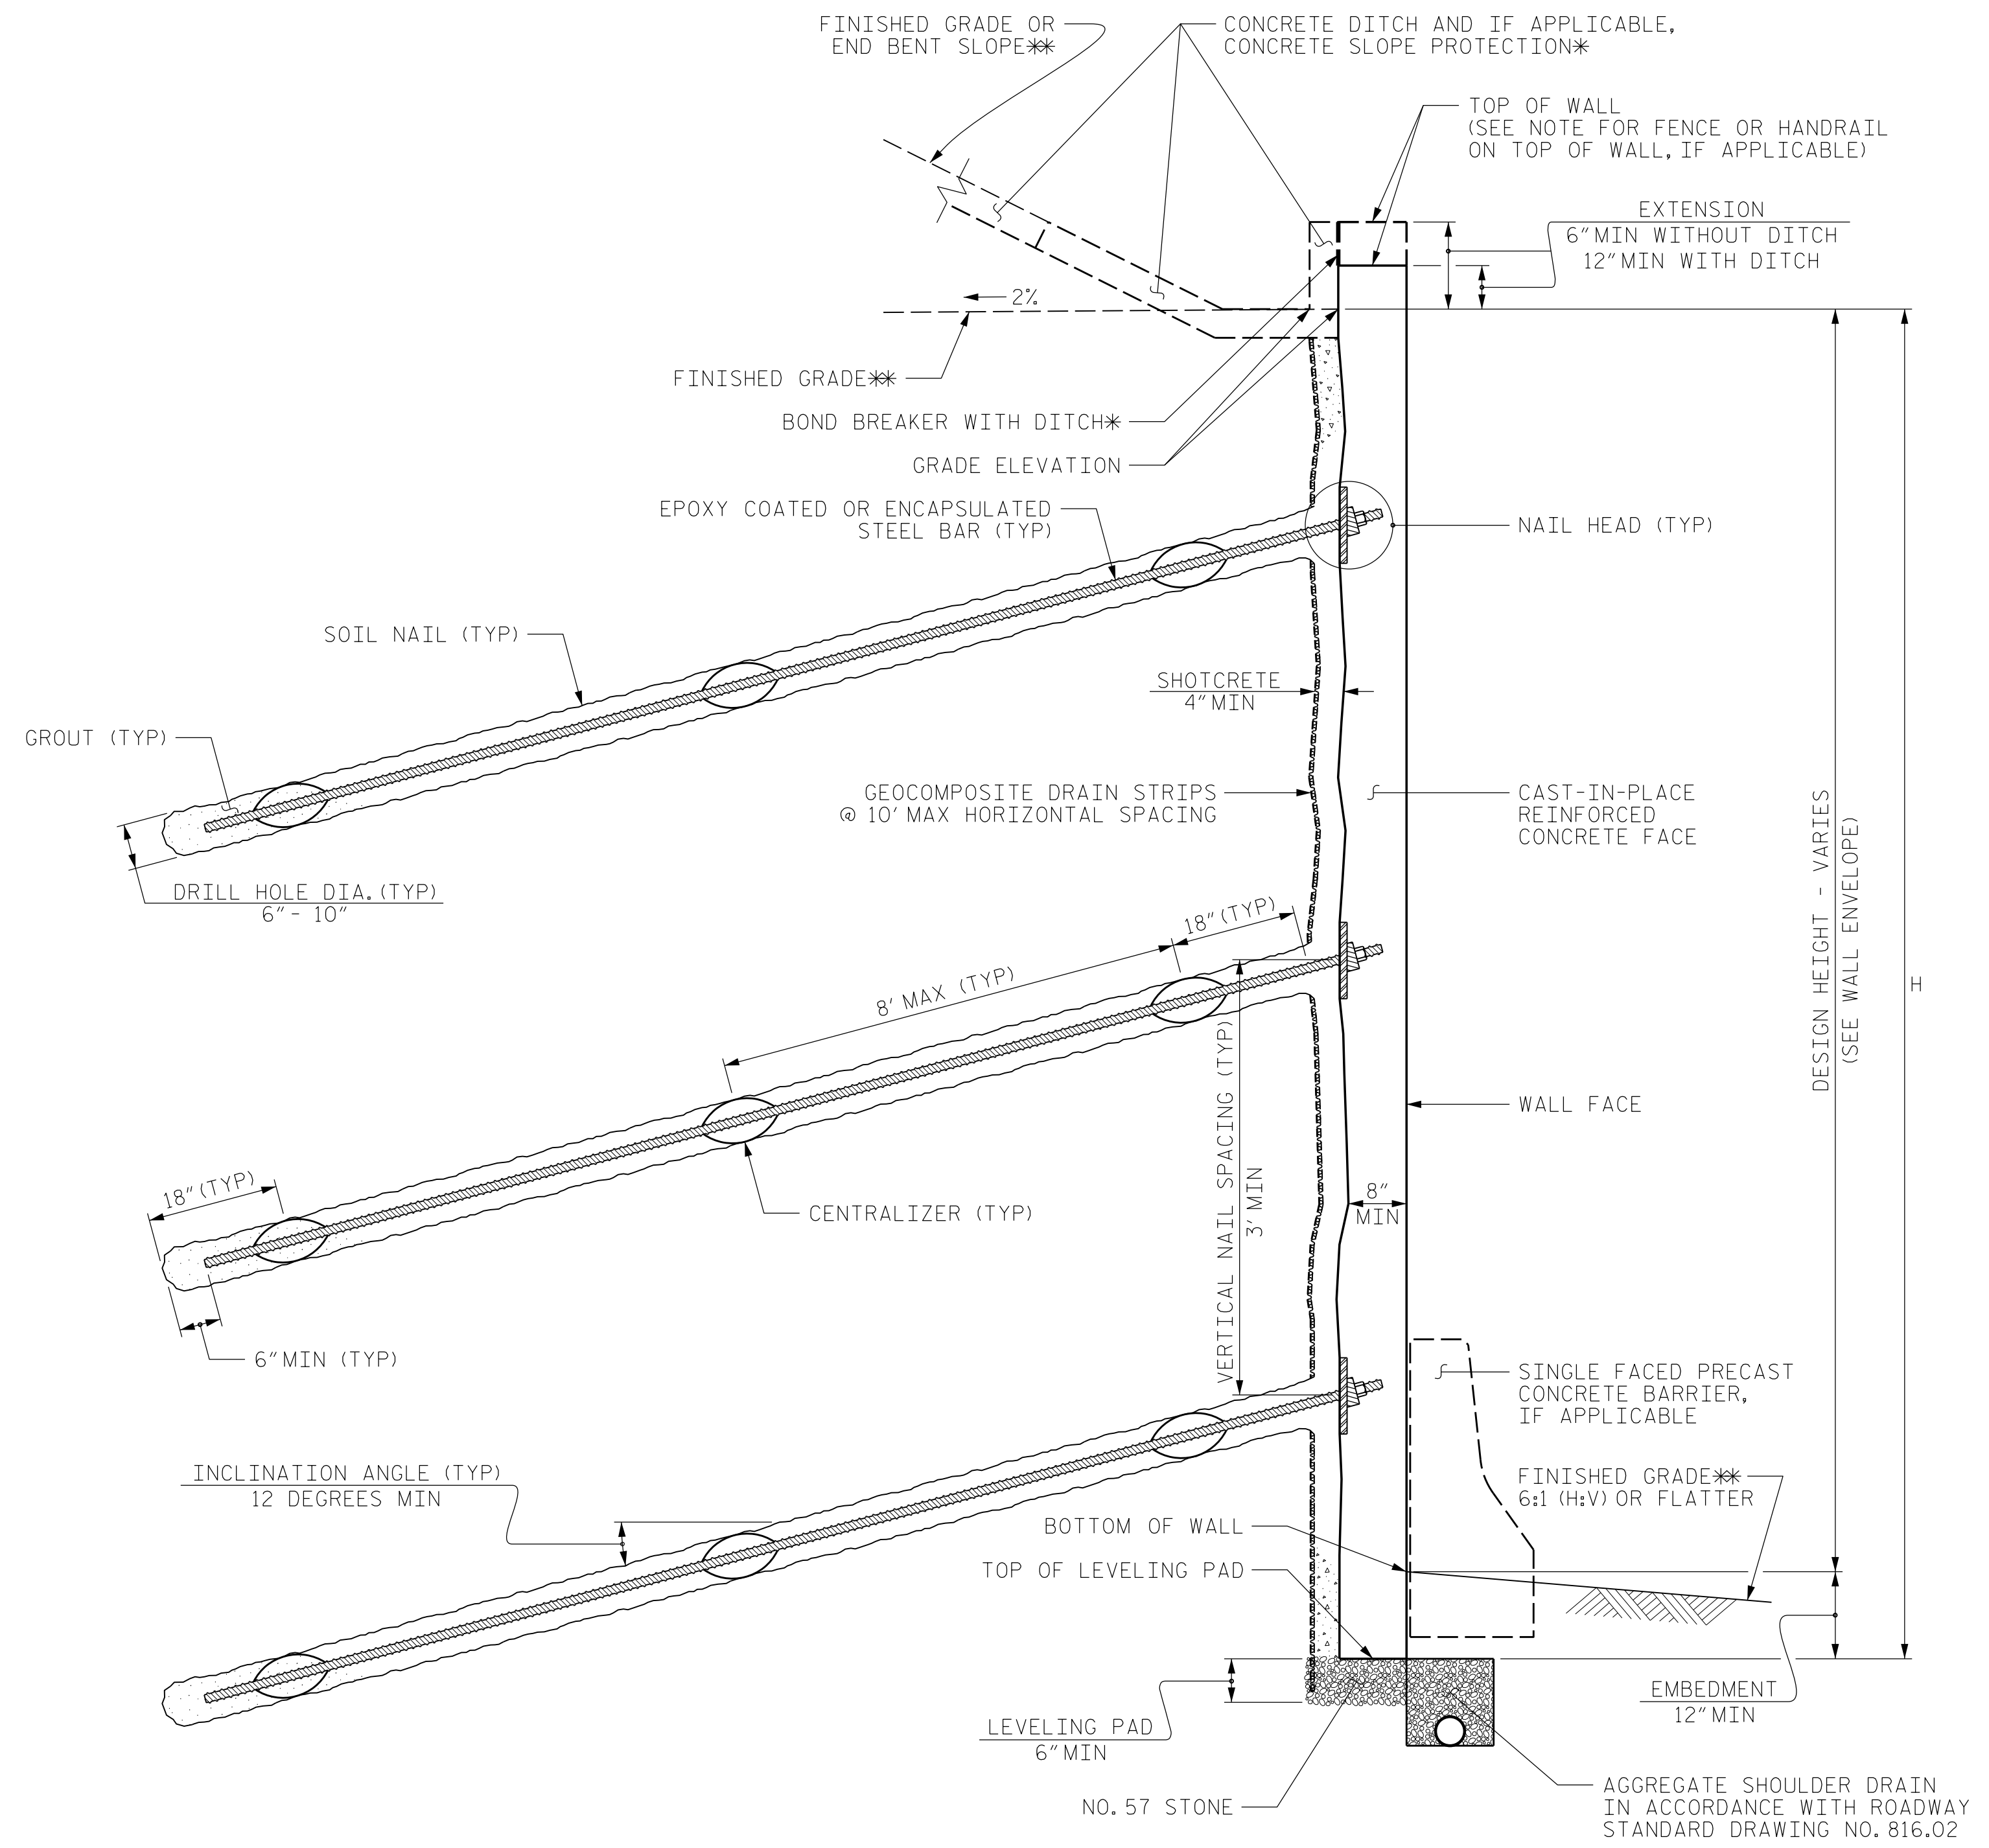 FINISHED GRADE OR
END BENT SLOPE**
CONCRETE DITCH AND IF APPLICABLE,
CONCRETE SLOPE PROTECTION*
TOP OF WALL
(SEE NOTE FOR FENCE OR HANDRAIL
ON TOP OF WALL, IF APPLICABLE)
EXTENSION
6" MIN WITHOUT DITCH
12" MIN WITH DITCH
2%
FINISHED GRADE**
BOND BREAKER WITH DITCH*
GRADE ELEVATION
EPOXY COATED OR ENCAPSULATED
STEEL BAR (TYP)
NAIL HEAD (TYP)
SOIL NAIL (TYP)
SHOTCRETE
4" MIN
GROUT (TYP)
GEOCOMPOSITE DRAIN STRIPS
@ 10' MAX HORIZONTAL SPACING
CAST-IN-PLACE
REINFORCED
CONCRETE FACE
DRILL HOLE DIA. (TYP)
6" - 10"
DESIGN HEIGHT - VARIES
(SEE WALL ENVELOPE)
H
18" (TYP)
8' MAX (TYP)
VERTICAL NAIL SPACING (TYP)
3' MIN
WALL FACE
18" (TYP)
CENTRALIZER (TYP)
8"
MIN
6" MIN (TYP)
SINGLE FACED PRECAST
CONCRETE BARRIER,
IF APPLICABLE
INCLINATION ANGLE (TYP)
12 DEGREES MIN
FINISHED GRADE**
6:1 (H:V) OR FLATTER
BOTTOM OF WALL
TOP OF LEVELING PAD
EMBEDMENT
12" MIN
LEVELING PAD
6" MIN
NO. 57 STONE
AGGREGATE SHOULDER DRAIN
IN ACCORDANCE WITH ROADWAY
STANDARD DRAWING NO. 816.02